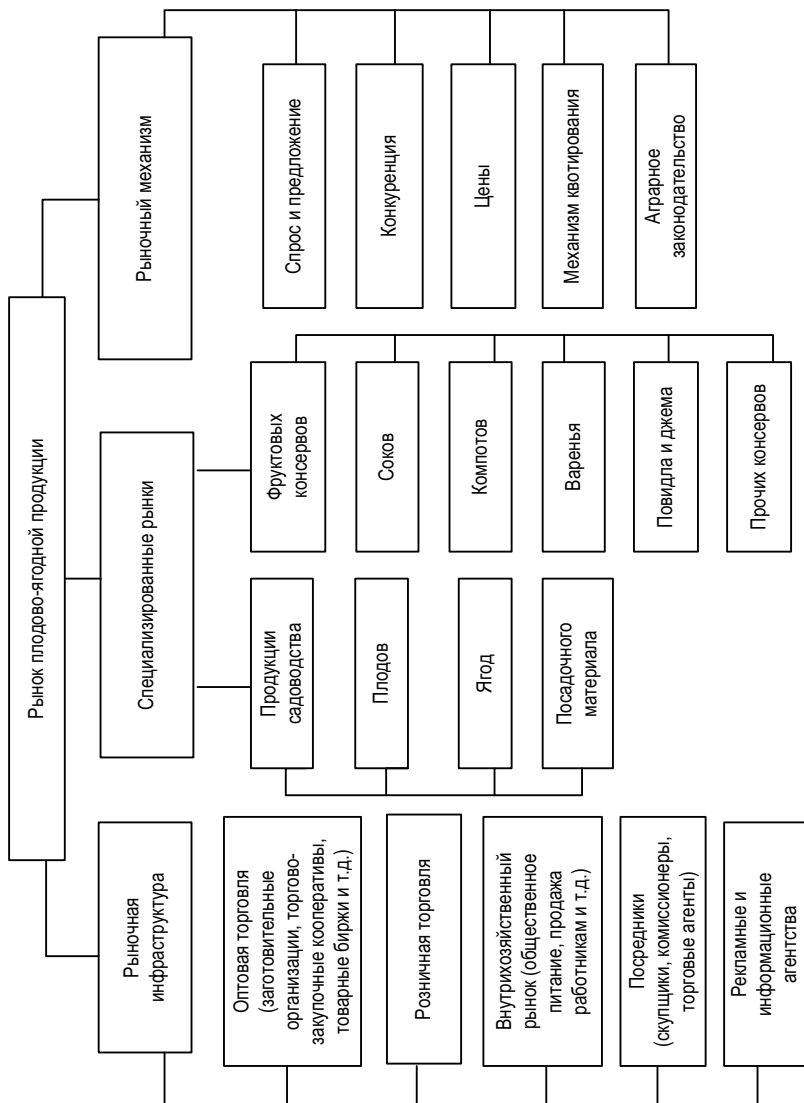 Рынок плодово-ягодной продукции
Рыночная
инфраструктура
Оптовая торговля
(заготовительные
организации, торгово-
закупочные кооперативы,
товарные биржи и т.д.)
Розничная торговля
Внутрихозяйственный
рынок (общественное
питание, продажа
работникам и т.д.)
Посредники
(скупщики, комиссионеры,
торговые агенты)
Рекламные и
информационные
агентства
Специализированные рынки
Продукции
садоводства
Плодов
Ягод
Посадочного
материала
Фруктовых
консервов
Соков
Компотов
Варенья
Повидла и джема
Прочих консервов
Рыночный механизм
Спрос и предложение
Конкуренция
Цены
Механизм квотирования
Аграрное
законодательство